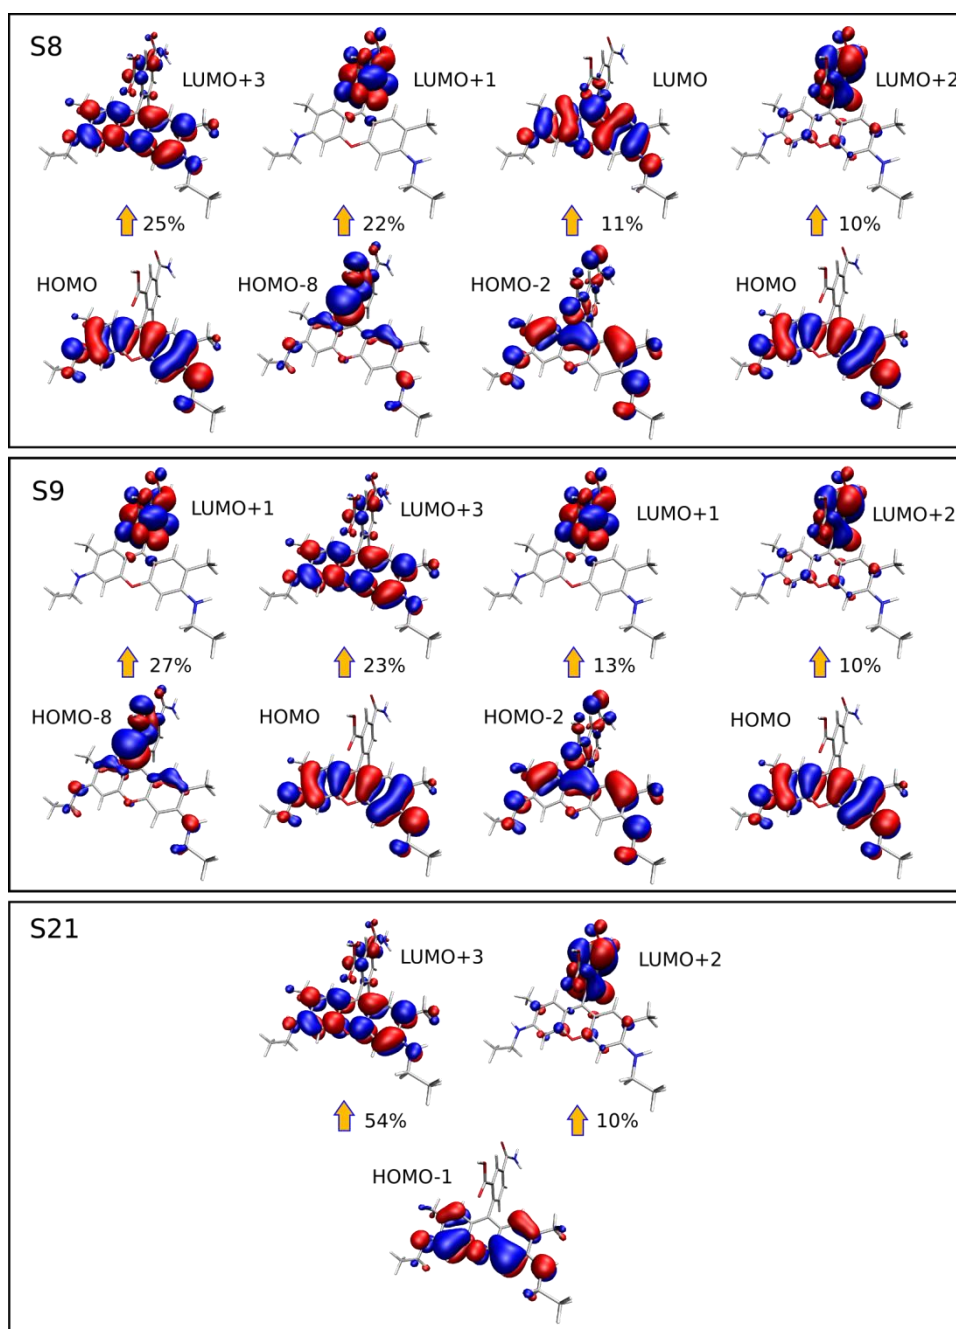 S8
LUMO+3 LUMO+1 LUMO LUMO+2
25% 22% 11% 10%
HOMO HOMO-8 HOMO-2 HOMO
S9
LUMO+1 LUMO+3 LUMO+1 LUMO+2
27% 23% 13% 10%
HOMO-8 HOMO HOMO-2 HOMO
S21
LUMO+3 LUMO+2
54% 10%
HOMO-1